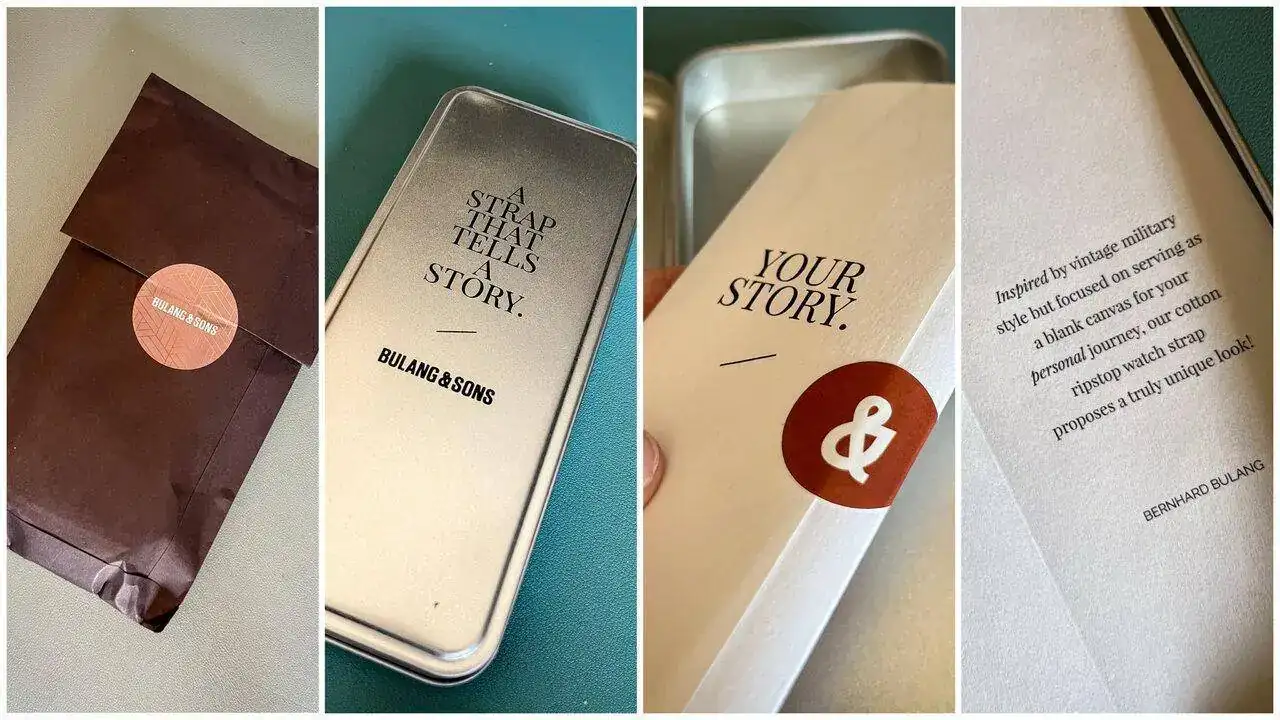 BULANG & SONS
A
STRAP
THAT
TELLS
A
STORY.
BULANG & SONS
YOUR
STORY.
&
Inspired by vintage military
style but focused on serving as
a blank canvas for your
personal journey, our cotton
ripstop watch strap
proposes a truly unique look!
BERNHARD BULANG